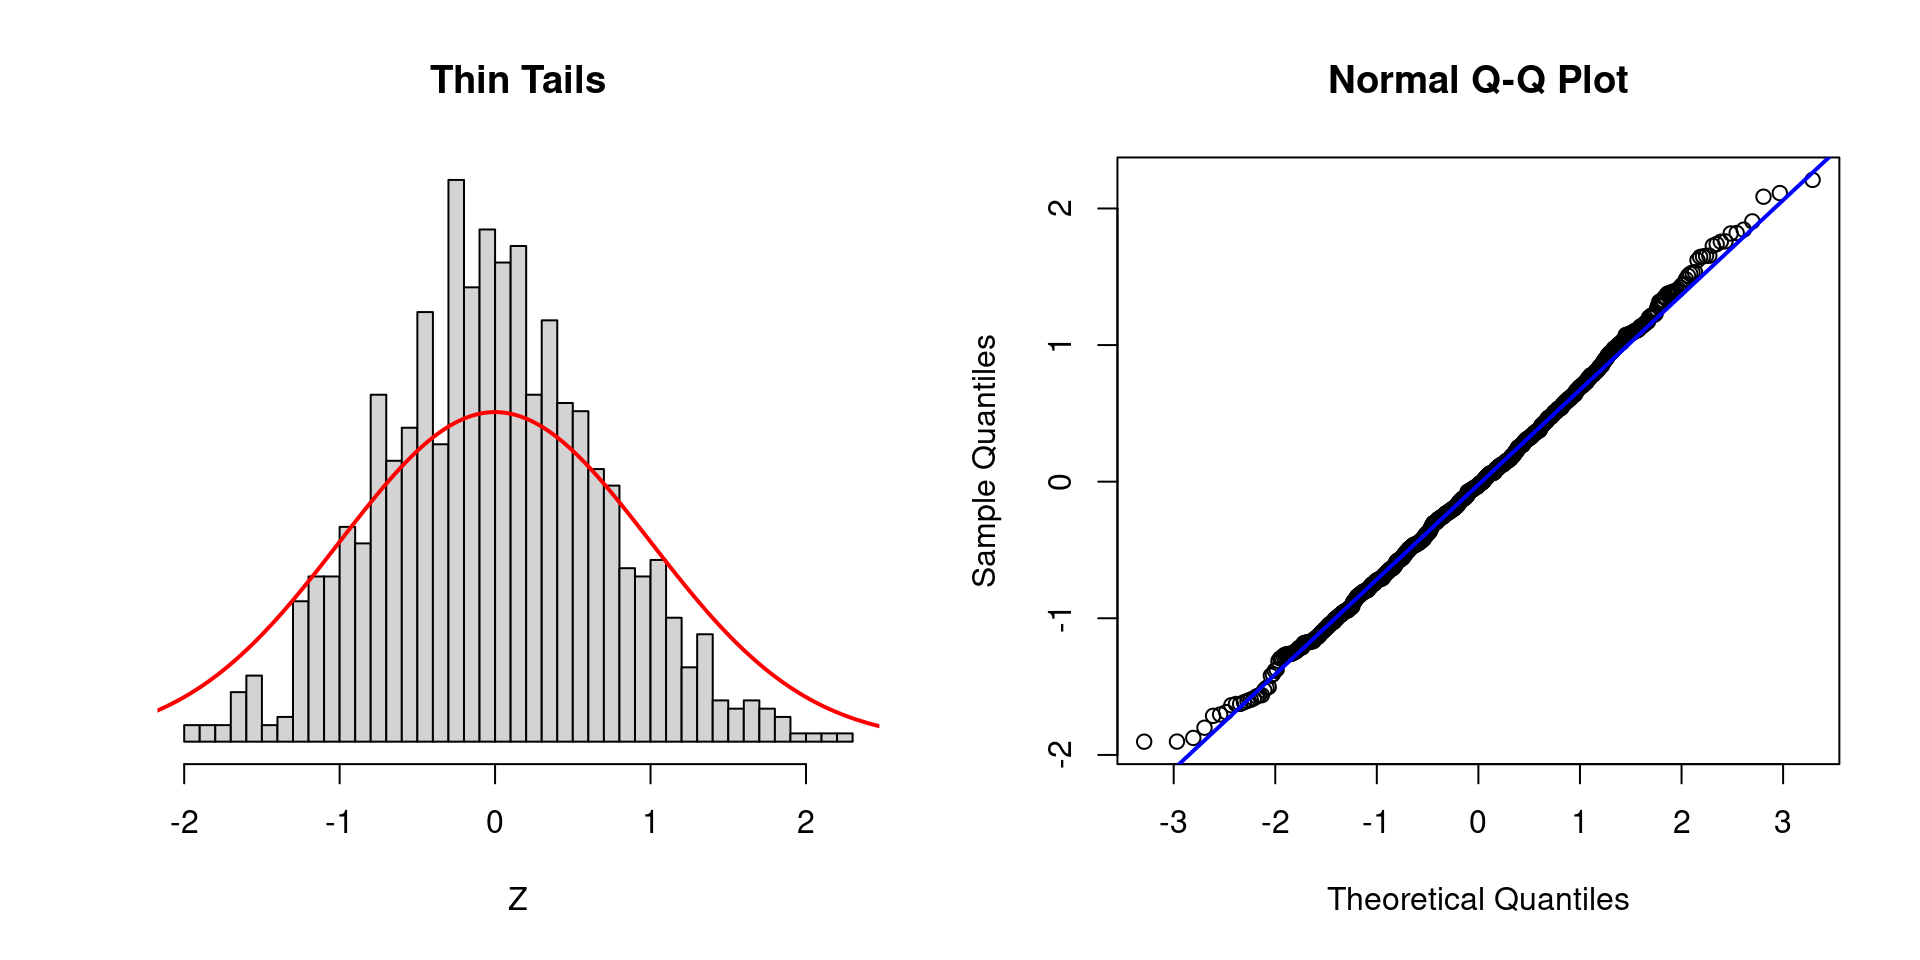 Thin Tails
-2 -1 0 1 2
Z
Normal Q-Q Plot
Sample Quantiles
2
1
0
-1
-2
-3 -2 -1 0 1 2 3
Theoretical Quantiles